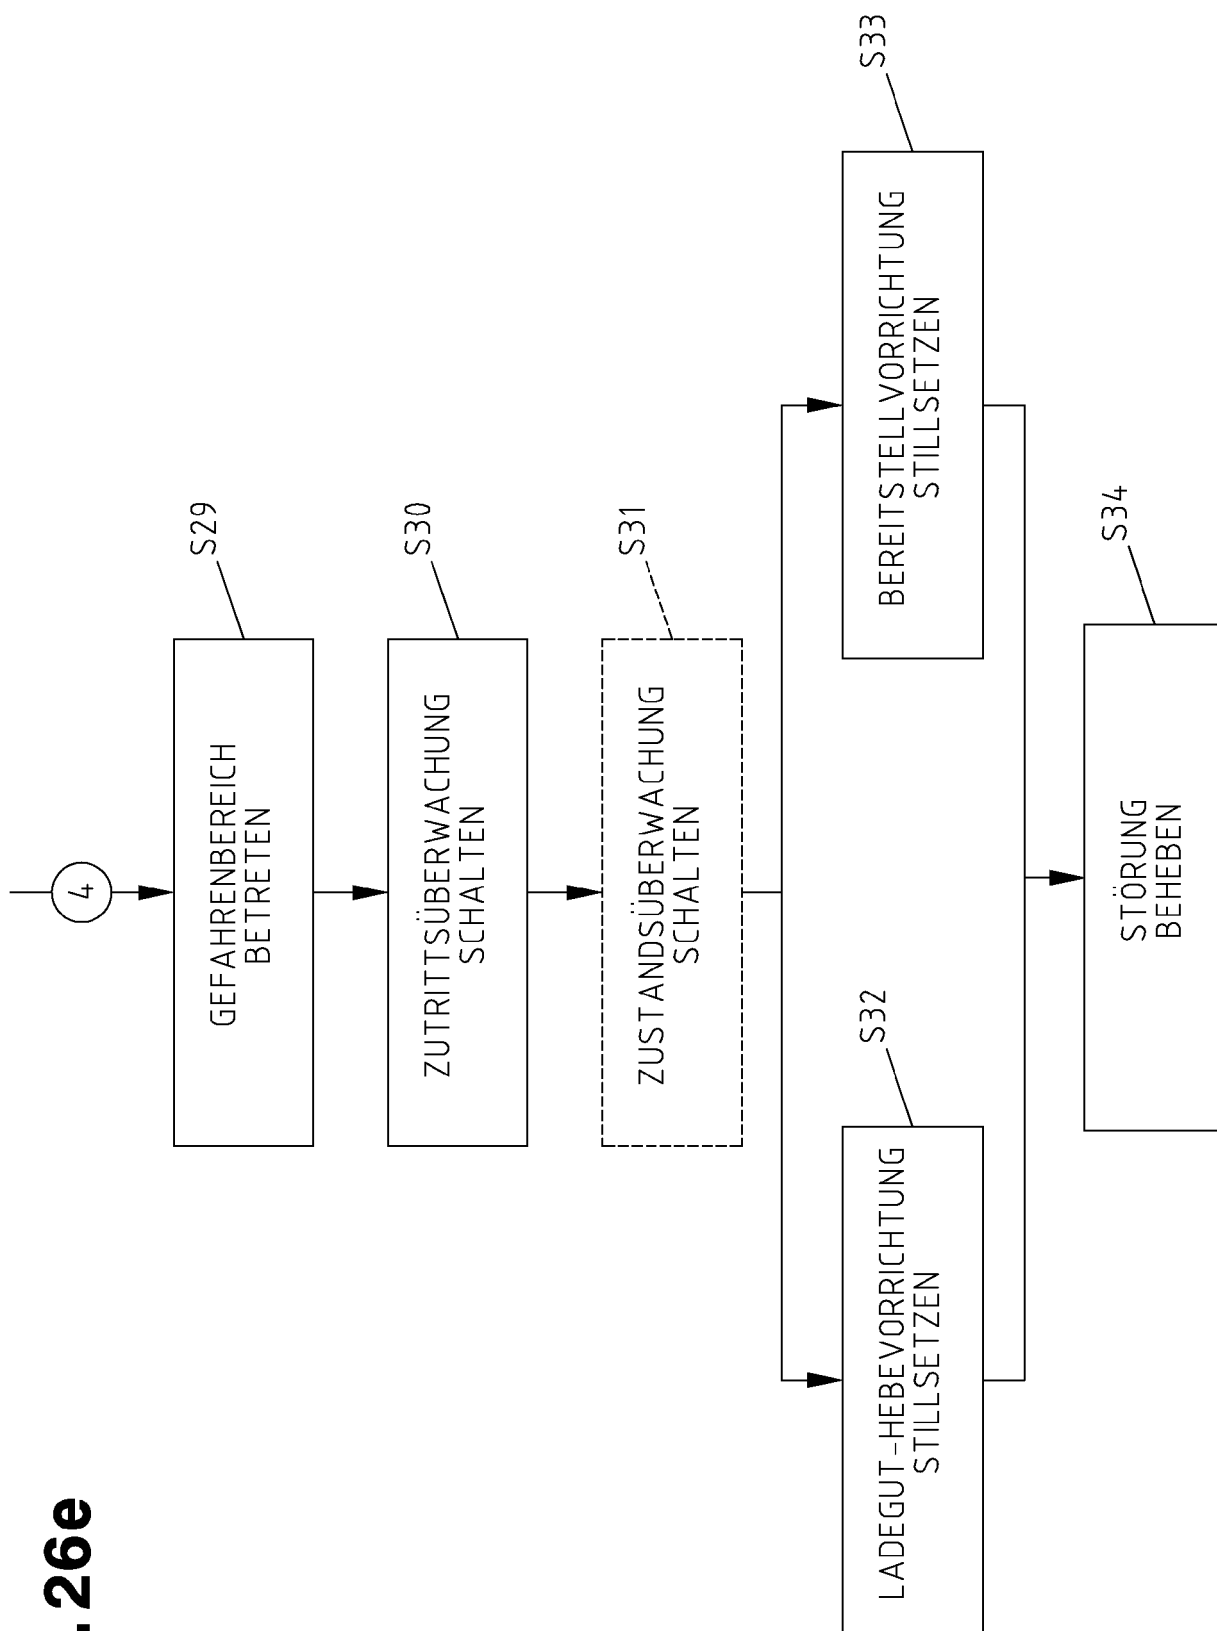 .26e
4
GEFAHRENBEREICH
BETRETEN
S29
ZUTRITTSÜBERWACHUNG
SCHALTEN
S30
ZUSTANDSÜBERWACHUNG
SCHALTEN
S31
LADEGUT-HEBEVORRICHTUNG
STILLSETZEN
S32
BEREITSTELLVORRICHTUNG
STILLSETZEN
S33
STÖRUNG
BEHEBEN
S34